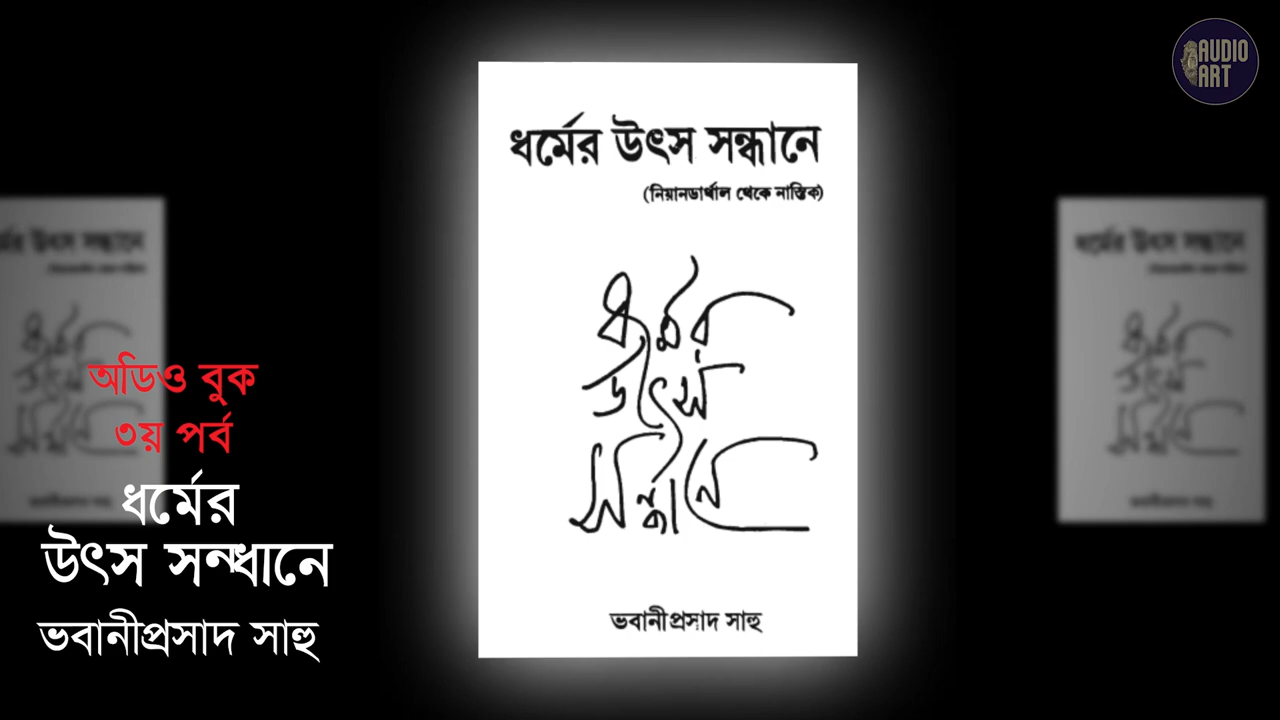 AUDIO
ART
ধর্মের উৎস সন্ধানে
(নিয়ানডার্থাল থেকে নাস্তিক)
ধর্মের
উৎস
সন্ধানে
ভবানীপ্রসাদ সাহু
অডিও বুক
৩য় পর্ব
ধর্মের
উৎস সন্ধানে
ভবানীপ্রসাদ সাহু